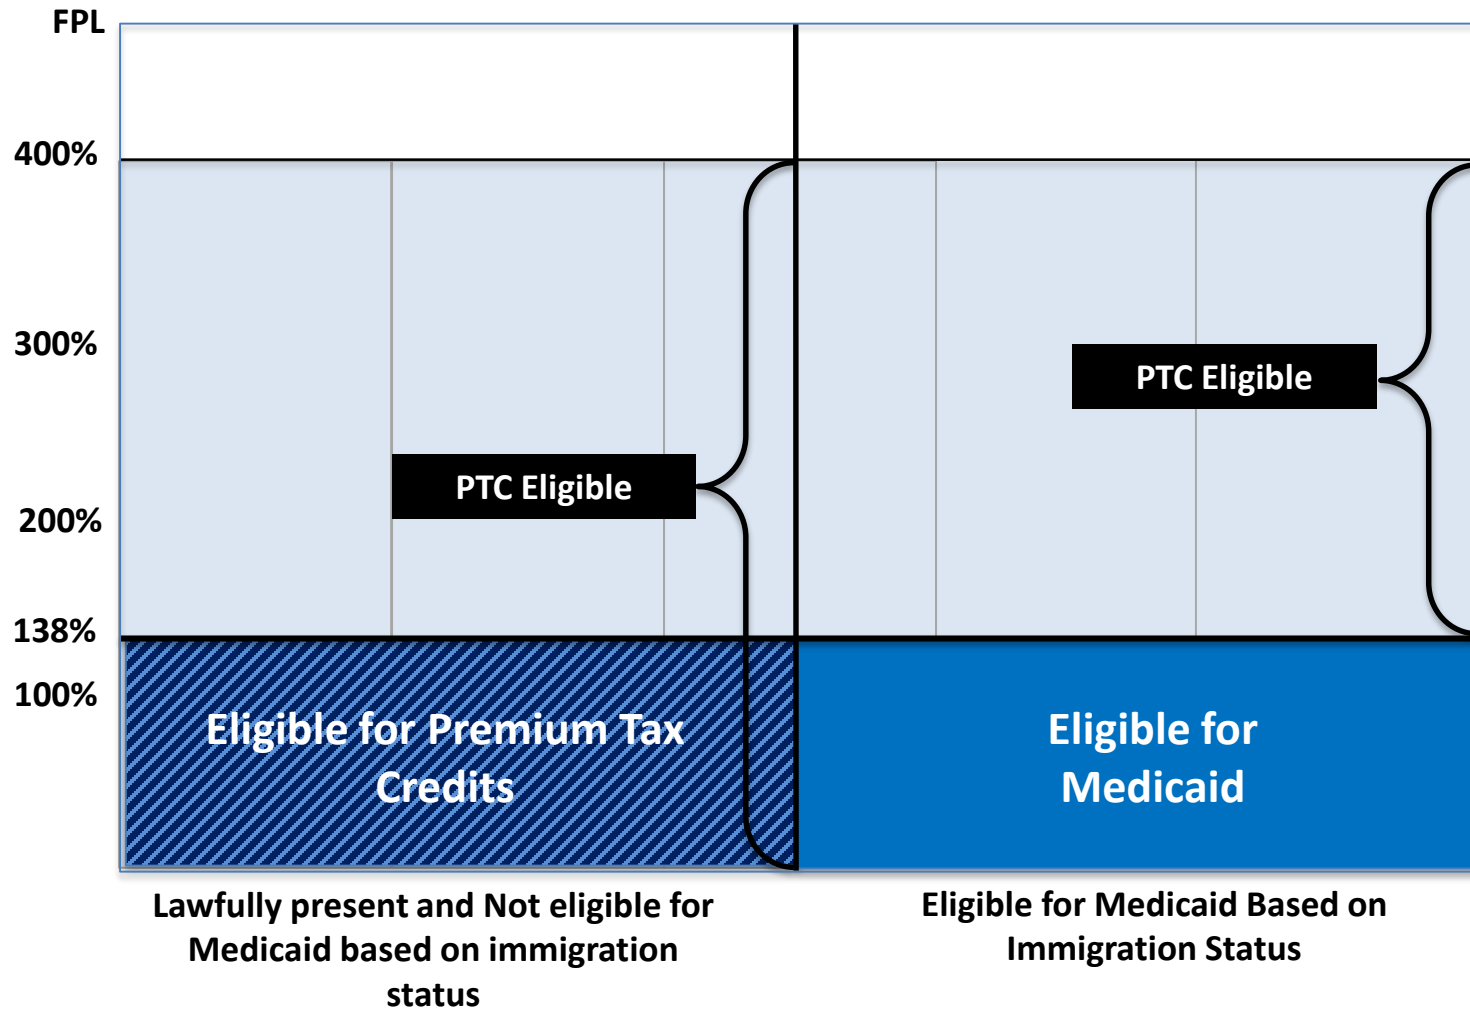 FPL
400%
300%
PTC Eligible
PTC Eligible
200%
138%
100%
Eligible for Premium Tax
Credits
Eligible for
Medicaid
Lawfully present and Not eligible for
Medicaid based on immigration
status
Eligible for Medicaid Based on
Immigration Status